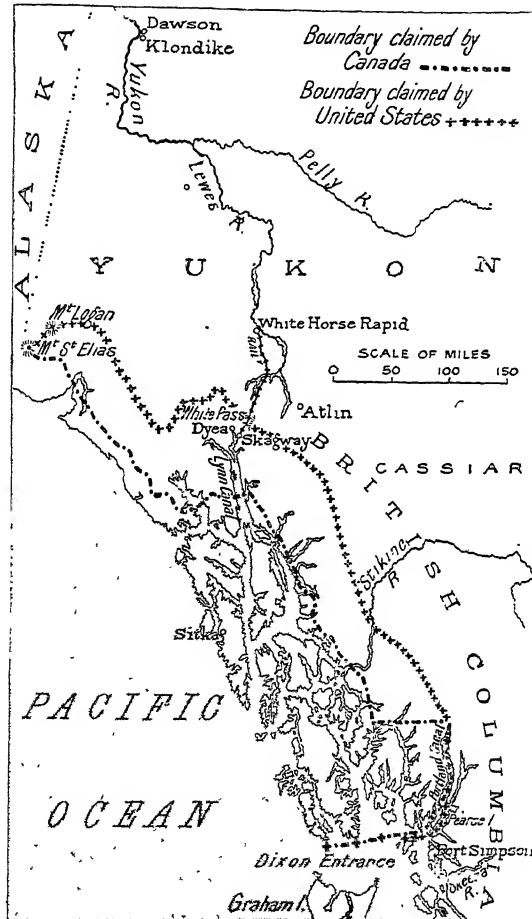 Dawson
Klondike
Boundary claimed by
Canada
Boundary claimed by
United States
ALASKA
Yukon
R.
Pelly R.
Lewes
R.
YUKON
Mt Logan
Mt St Elias
White Horse Rapid
SCALE OF MILES
0 50 100 150
White Pass
Dyea
Skagway
Atlin
BRITISH COLUMBIA
CASSIAR
Lynn Canal
Stikine
R
Sitka
PACIFIC
OCEAN
Portland Canal
Pearse
Port Simpson
Dixon Entrance
R.
Graham I.